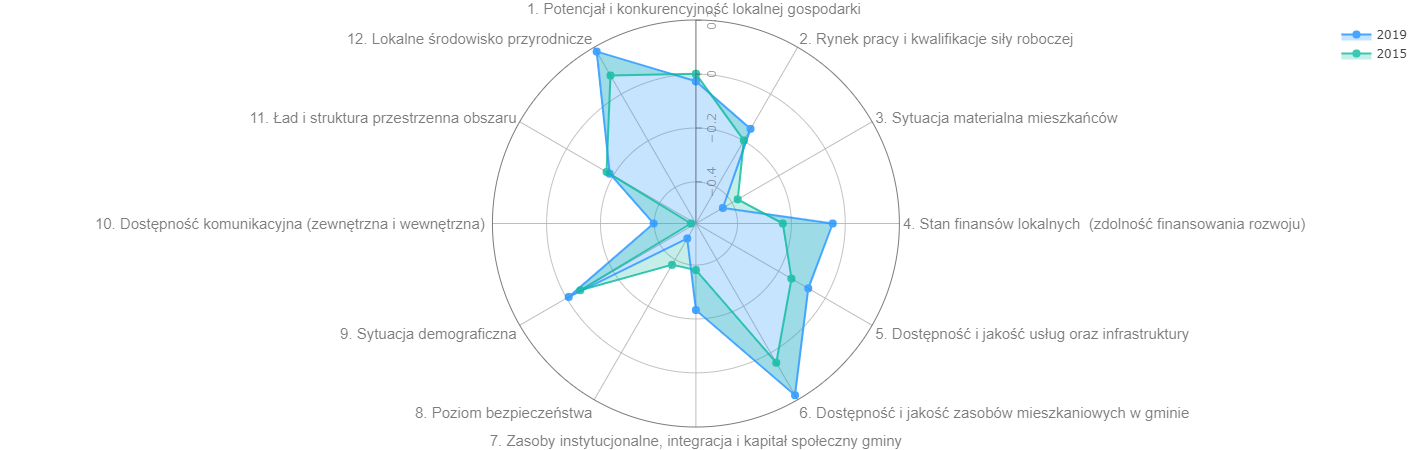 1. Potencjał i konkurencyjność lokalnej gospodarki
12. Lokalne środowisko przyrodnicze
2. Rynek pracy i kwalifikacje siły roboczej
2019
2015
0
−0.2
−0.4
11. Ład i struktura przestrzenna obszaru
3. Sytuacja materialna mieszkańców
10. Dostępność komunikacyjna (zewnętrzna i wewnętrzna)
4. Stan finansów lokalnych (zdolność finansowania rozwoju)
9. Sytuacja demograficzna
5. Dostępność i jakość usług oraz infrastruktury
8. Poziom bezpieczeństwa
6. Dostępność i jakość zasobów mieszkaniowych w gminie
7. Zasoby instytucjonalne, integracja i kapitał społeczny gminy